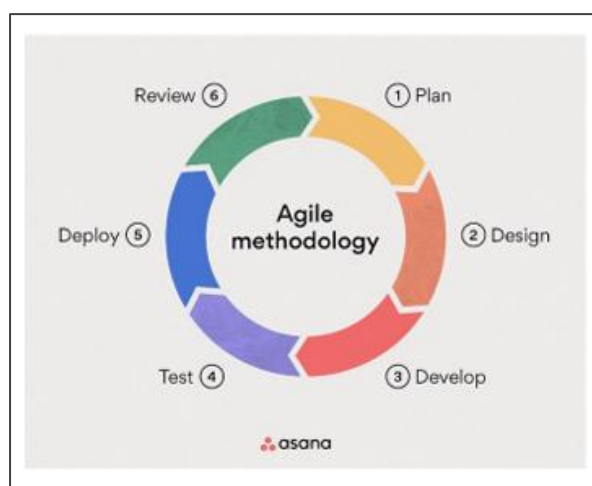 Agile
methodology
1 Plan
2 Design
3 Develop
Test 4
Deploy 5
Review 6
asana